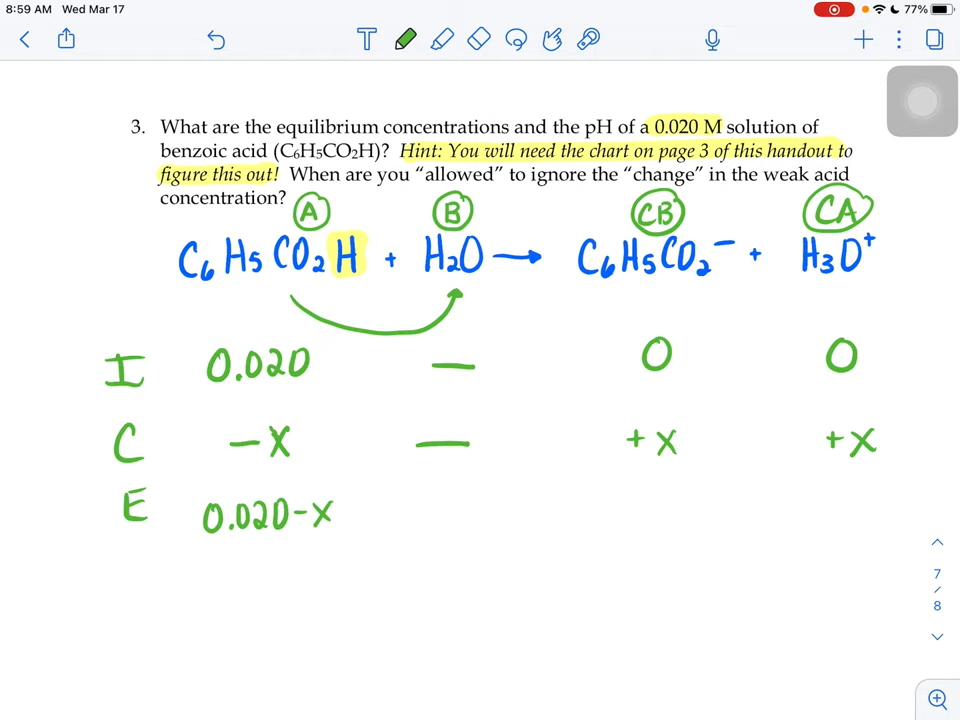 8:59 AM Wed Mar 17
77%
T
3. What are the equilibrium concentrations and the pH of a 0.020 M solution of
benzoic acid (C₆H₅CO₂H)? Hint: You will need the chart on page 3 of this handout to
figure this out! When are you “allowed” to ignore the “change” in the weak acid
concentration?
A B CB CA
C₆H₅CO₂H + H₂O → C₆H₅CO₂⁻ + H₃O⁺
I 0.020 — 0 0
C -x — +x +x
E 0.020-x
7
/
8